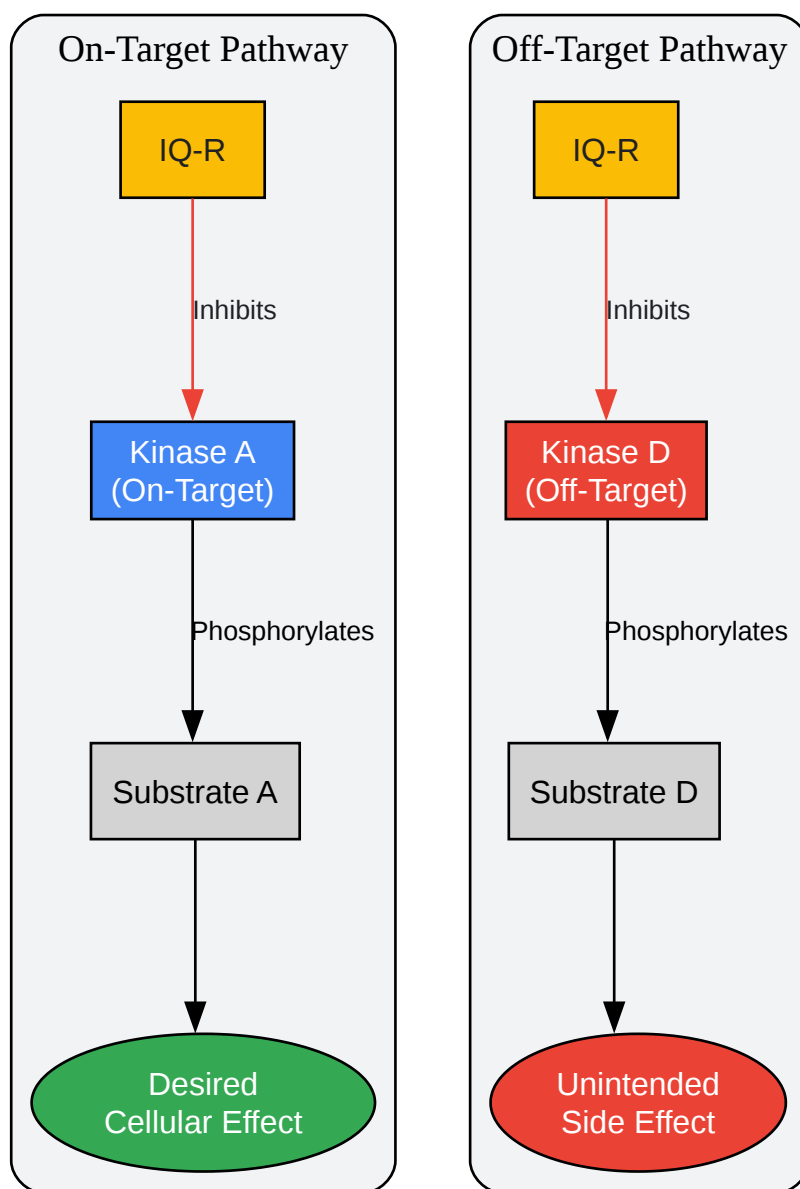 On-Target Pathway
IQ-R
Inhibits
Kinase A
(On-Target)
Phosphorylates
Substrate A
Desired
Cellular Effect
Off-Target Pathway
IQ-R
Inhibits
Kinase D
(Off-Target)
Phosphorylates
Substrate D
Unintended
Side Effect